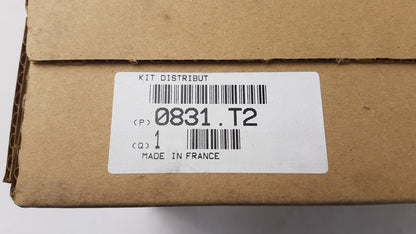 KIT DISTRIBUT
(P) 0831.T2
(Q) 1
MADE IN FRANCE